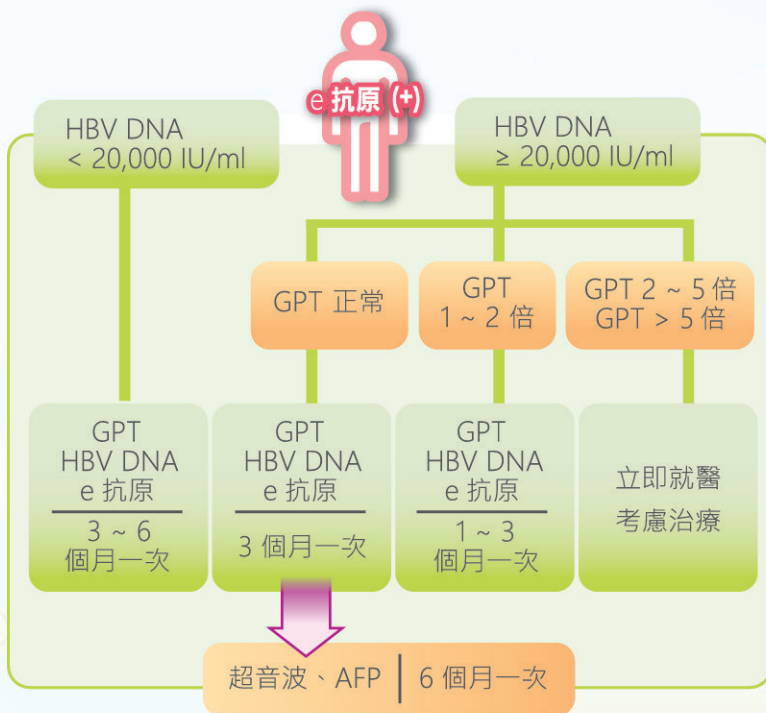 e 抗原 (+)
HBV DNA
< 20,000 IU/ml
HBV DNA
≥ 20,000 IU/ml
GPT 正常
GPT
1 ~ 2 倍
GPT 2 ~ 5 倍
GPT > 5 倍
GPT
HBV DNA
e 抗原
3 ~ 6
個月一次
GPT
HBV DNA
e 抗原
3 個月一次
GPT
HBV DNA
e 抗原
1 ~ 3
個月一次
立即就醫
考慮治療
超音波、AFP | 6 個月一次